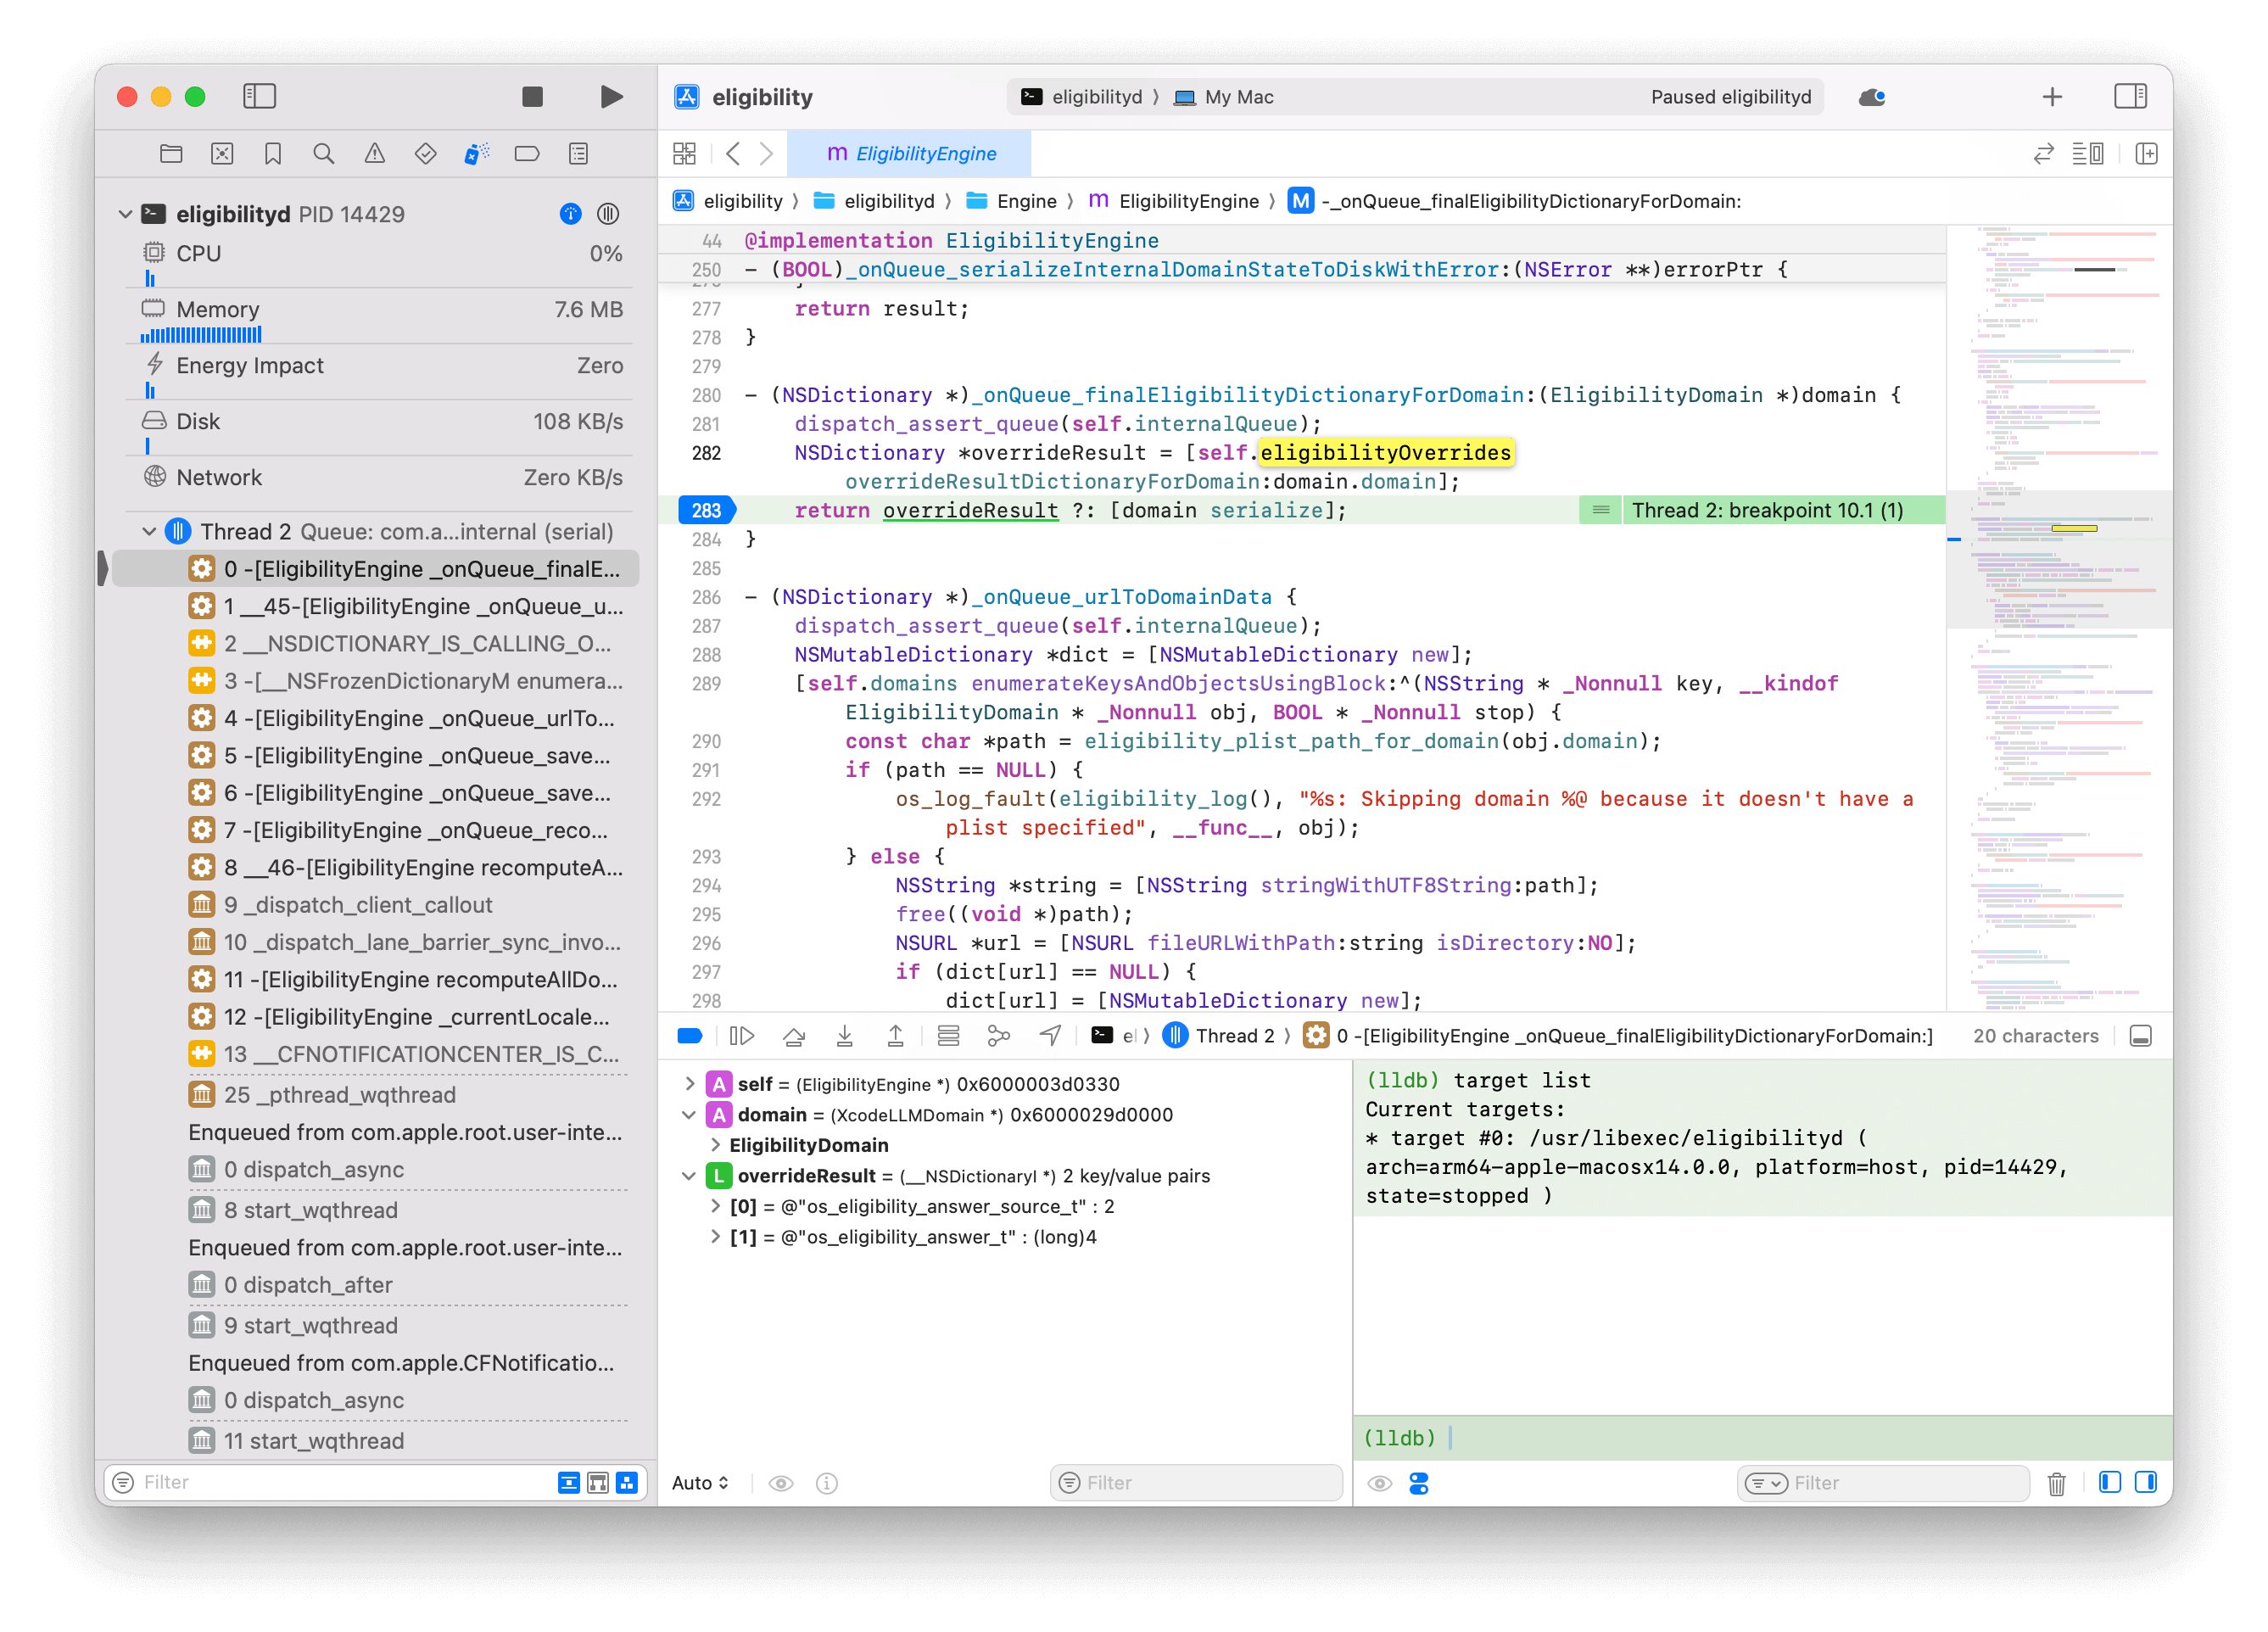 eligibility
eligibilityd
My Mac
Paused eligibilityd
m EligibilityEngine
eligibilityd PID 14429
CPU 0%
Memory 7.6 MB
Energy Impact Zero
Disk 108 KB/s
Network Zero KB/s
Thread 2 Queue: com.a...internal (serial)
0 -[EligibilityEngine _onQueue_finalE...
1 __45-[EligibilityEngine _onQueue_u...
2 __NSDICTIONARY_IS_CALLING_O...
3 -[__NSFrozenDictionaryM enumera...
4 -[EligibilityEngine _onQueue_urlTo...
5 -[EligibilityEngine _onQueue_save...
6 -[EligibilityEngine _onQueue_save...
7 -[EligibilityEngine _onQueue_reco...
8 __46-[EligibilityEngine recomputeA...
9 _dispatch_client_callout
10 _dispatch_lane_barrier_sync_invo...
11 -[EligibilityEngine recomputeAllDo...
12 -[EligibilityEngine _currentLocale...
13 __CFNOTIFICATIONCENTER_IS_C...
25 _pthread_wqthread
Enqueued from com.apple.root.user-inte...
0 dispatch_async
8 start_wqthread
Enqueued from com.apple.root.user-inte...
0 dispatch_after
9 start_wqthread
Enqueued from com.apple.CFNotificatio...
0 dispatch_async
11 start_wqthread
Filter
eligibility 〉 eligibilityd 〉 Engine 〉 m EligibilityEngine 〉 M -_onQueue_finalEligibilityDictionaryForDomain:
44 @implementation EligibilityEngine
250 - (BOOL)_onQueue_serializeInternalDomainStateToDiskWithError:(NSError **)errorPtr {
277 return result;
278 }
279
280 - (NSDictionary *)_onQueue_finalEligibilityDictionaryForDomain:(EligibilityDomain *)domain {
281 dispatch_assert_queue(self.internalQueue);
282 NSDictionary *overrideResult = [self.eligibilityOverrides
overrideResultDictionaryForDomain:domain.domain];
283 return overrideResult ?: [domain serialize]; Thread 2: breakpoint 10.1 (1)
284 }
285
286 - (NSDictionary *)_onQueue_urlToDomainData {
287 dispatch_assert_queue(self.internalQueue);
288 NSMutableDictionary *dict = [NSMutableDictionary new];
289 [self.domains enumerateKeysAndObjectsUsingBlock:^(NSString * _Nonnull key, __kindof
EligibilityDomain * _Nonnull obj, BOOL * _Nonnull stop) {
290 const char *path = eligibility_plist_path_for_domain(obj.domain);
291 if (path == NULL) {
292 os_log_fault(eligibility_log(), "%s: Skipping domain %@ because it doesn't have a
plist specified", __func__, obj);
293 } else {
294 NSString *string = [NSString stringWithUTF8String:path];
295 free((void *)path);
296 NSURL *url = [NSURL fileURLWithPath:string isDirectory:NO];
297 if (dict[url] == NULL) {
298 dict[url] = [NSMutableDictionary new];
Thread 2 〉 0 -[EligibilityEngine _onQueue_finalEligibilityDictionaryForDomain:]
20 characters
A self = (EligibilityEngine *) 0x6000003d0330
A domain = (XcodeLLMDomain *) 0x6000029d0000
EligibilityDomain
L overrideResult = (__NSDictionaryI *) 2 key/value pairs
[0] = @"os_eligibility_answer_source_t" : 2
[1] = @"os_eligibility_answer_t" : (long)4
Auto
Filter
(lldb) target list
Current targets:
* target #0: /usr/libexec/eligibilityd (
arch=arm64-apple-macosx14.0.0, platform=host, pid=14429,
state=stopped )
(lldb)
Filter